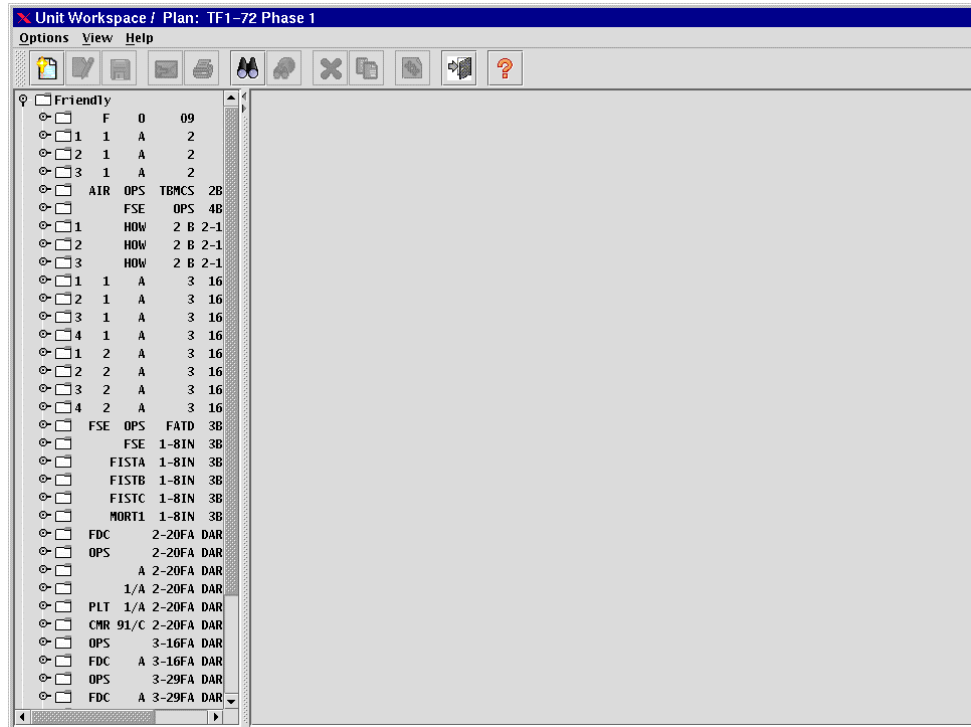 Unit Workspace / Plan: TF1-72 Phase 1
Options View Help
?
Friendly
F 0 09
1 1 A 2
2 1 A 2
3 1 A 2
AIR OPS TBMCS 2B
FSE OPS 4B
1 HOW 2 B 2-1
2 HOW 2 B 2-1
3 HOW 2 B 2-1
1 1 A 3 16
2 1 A 3 16
3 1 A 3 16
4 1 A 3 16
1 2 A 3 16
2 2 A 3 16
3 2 A 3 16
4 2 A 3 16
FSE OPS FATD 3B
FSE 1-8IN 3B
FISTA 1-8IN 3B
FISTB 1-8IN 3B
FISTC 1-8IN 3B
MORT1 1-8IN 3B
FDC 2-20FA DAR
OPS 2-20FA DAR
A 2-20FA DAR
1/A 2-20FA DAR
PLT 1/A 2-20FA DAR
CMR 91/C 2-20FA DAR
OPS 3-16FA DAR
FDC A 3-16FA DAR
OPS 3-29FA DAR
FDC A 3-29FA DAR